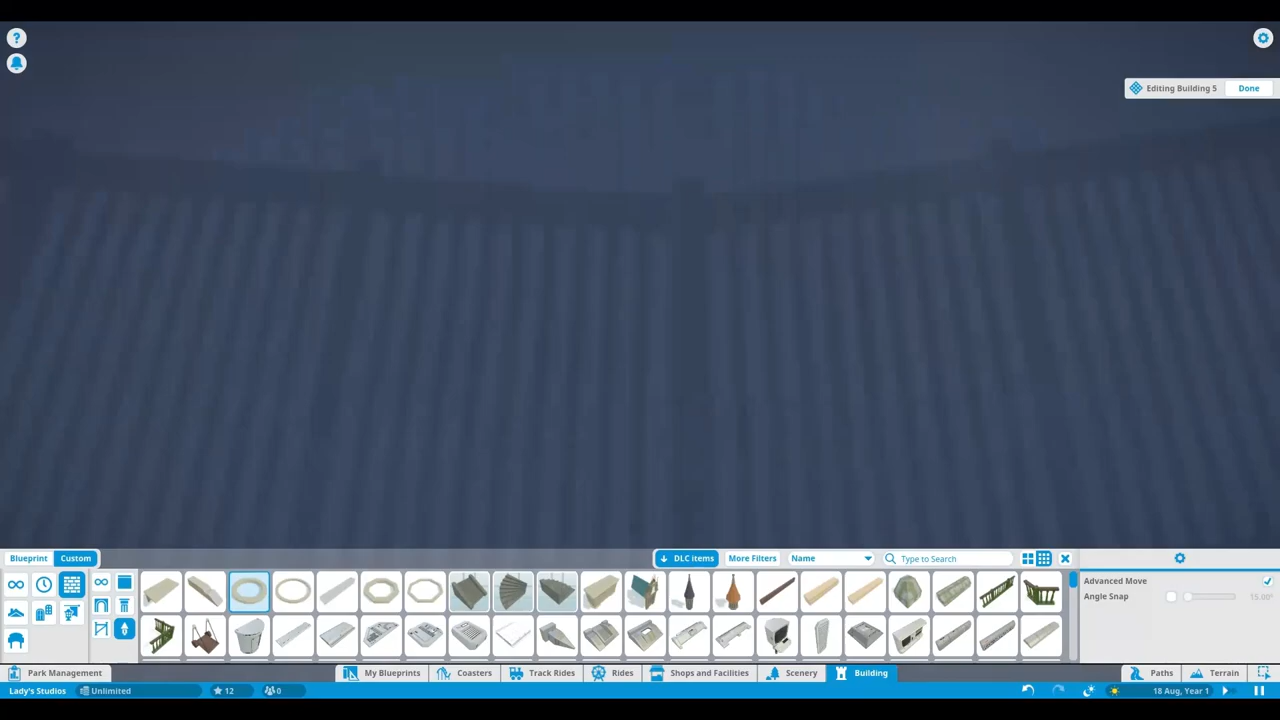 ?
Editing Building 5
Done
Blueprint
Custom
DLC items
More Filters
Name
Type to Search
Advanced Move
Angle Snap
15.00°
Park Management
My Blueprints
Coasters
Track Rides
Rides
Shops and Facilities
Scenery
Building
Paths
Terrain
Lady's Studios
Unlimited
12
0
18 Aug, Year 1